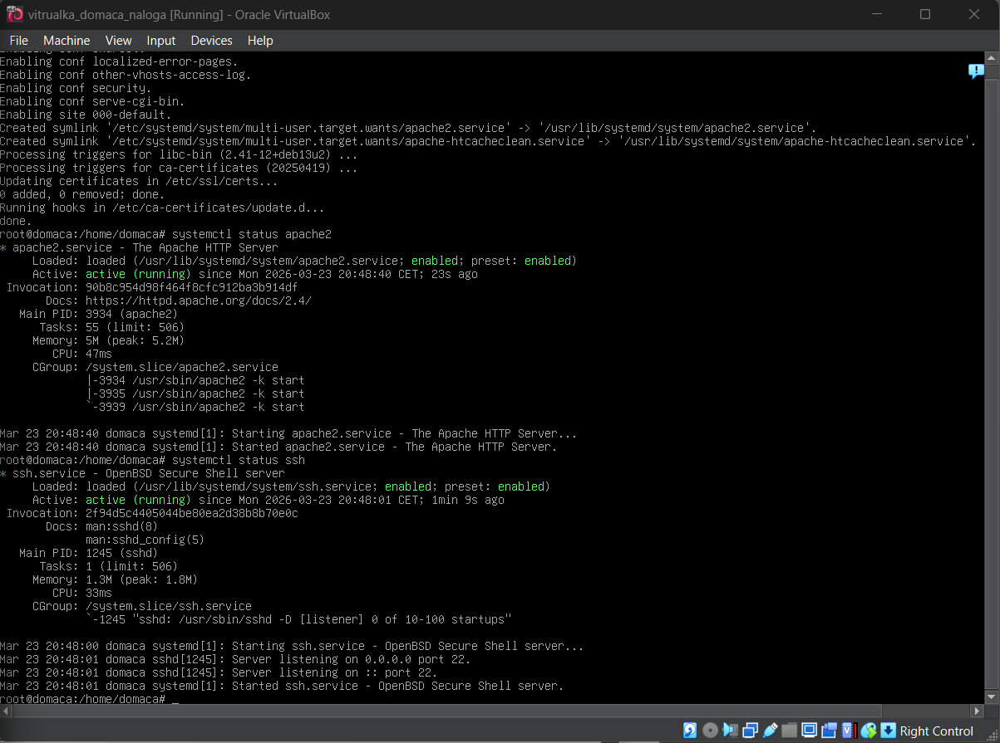 vitrualka_domaca_naloga [Running] - Oracle VirtualBox
File Machine View Input Devices Help
Enabling conf localized-error-pages.
Enabling conf other-vhosts-access-log.
Enabling conf security.
Enabling conf serve-cgi-bin.
Enabling site 000-default.
Created symlink '/etc/systemd/system/multi-user.target.wants/apache2.service' -> '/usr/lib/systemd/system/apache2.service'.
Created symlink '/etc/systemd/system/multi-user.target.wants/apache-htcacheclean.service' -> '/usr/lib/systemd/system/apache-htcacheclean.service'.
Processing triggers for libc-bin (2.41-12+deb13u2) ...
Processing triggers for ca-certificates (20250419) ...
Updating certificates in /etc/ssl/certs...
0 added, 0 removed; done.
Running hooks in /etc/ca-certificates/update.d...
done.
root@domaca:/home/domaca# systemctl status apache2
* apache2.service - The Apache HTTP Server
Loaded: loaded (/usr/lib/systemd/system/apache2.service; enabled; preset: enabled)
Active: active (running) since Mon 2026-03-23 20:48:40 CET; 23s ago
Invocation: 90b8c954d98f464f8cfc912ba3b914df
Docs: https://httpd.apache.org/docs/2.4/
Main PID: 3934 (apache2)
Tasks: 55 (limit: 506)
Memory: 5M (peak: 5.2M)
CPU: 47ms
CGroup: /system.slice/apache2.service
|-3934 /usr/sbin/apache2 -k start
|-3935 /usr/sbin/apache2 -k start
`-3939 /usr/sbin/apache2 -k start
Mar 23 20:48:40 domaca systemd[1]: Starting apache2.service - The Apache HTTP Server...
Mar 23 20:48:40 domaca systemd[1]: Started apache2.service - The Apache HTTP Server.
root@domaca:/home/domaca# systemctl status ssh
* ssh.service - OpenBSD Secure Shell server
Loaded: loaded (/usr/lib/systemd/system/ssh.service; enabled; preset: enabled)
Active: active (running) since Mon 2026-03-23 20:48:01 CET; 1min 9s ago
Invocation: 2f94d5c4405044be80ea2d38b8b70e0c
Docs: man:sshd(8)
man:sshd_config(5)
Main PID: 1245 (sshd)
Tasks: 1 (limit: 506)
Memory: 1.3M (peak: 1.8M)
CPU: 33ms
CGroup: /system.slice/ssh.service
`-1245 "sshd: /usr/sbin/sshd -D [listener] 0 of 10-100 startups"
Mar 23 20:48:00 domaca systemd[1]: Starting ssh.service - OpenBSD Secure Shell server...
Mar 23 20:48:01 domaca sshd[1245]: Server listening on 0.0.0.0 port 22.
Mar 23 20:48:01 domaca sshd[1245]: Server listening on :: port 22.
Mar 23 20:48:01 domaca systemd[1]: Started ssh.service - OpenBSD Secure Shell server.
root@domaca:/home/domaca# _
Right Control